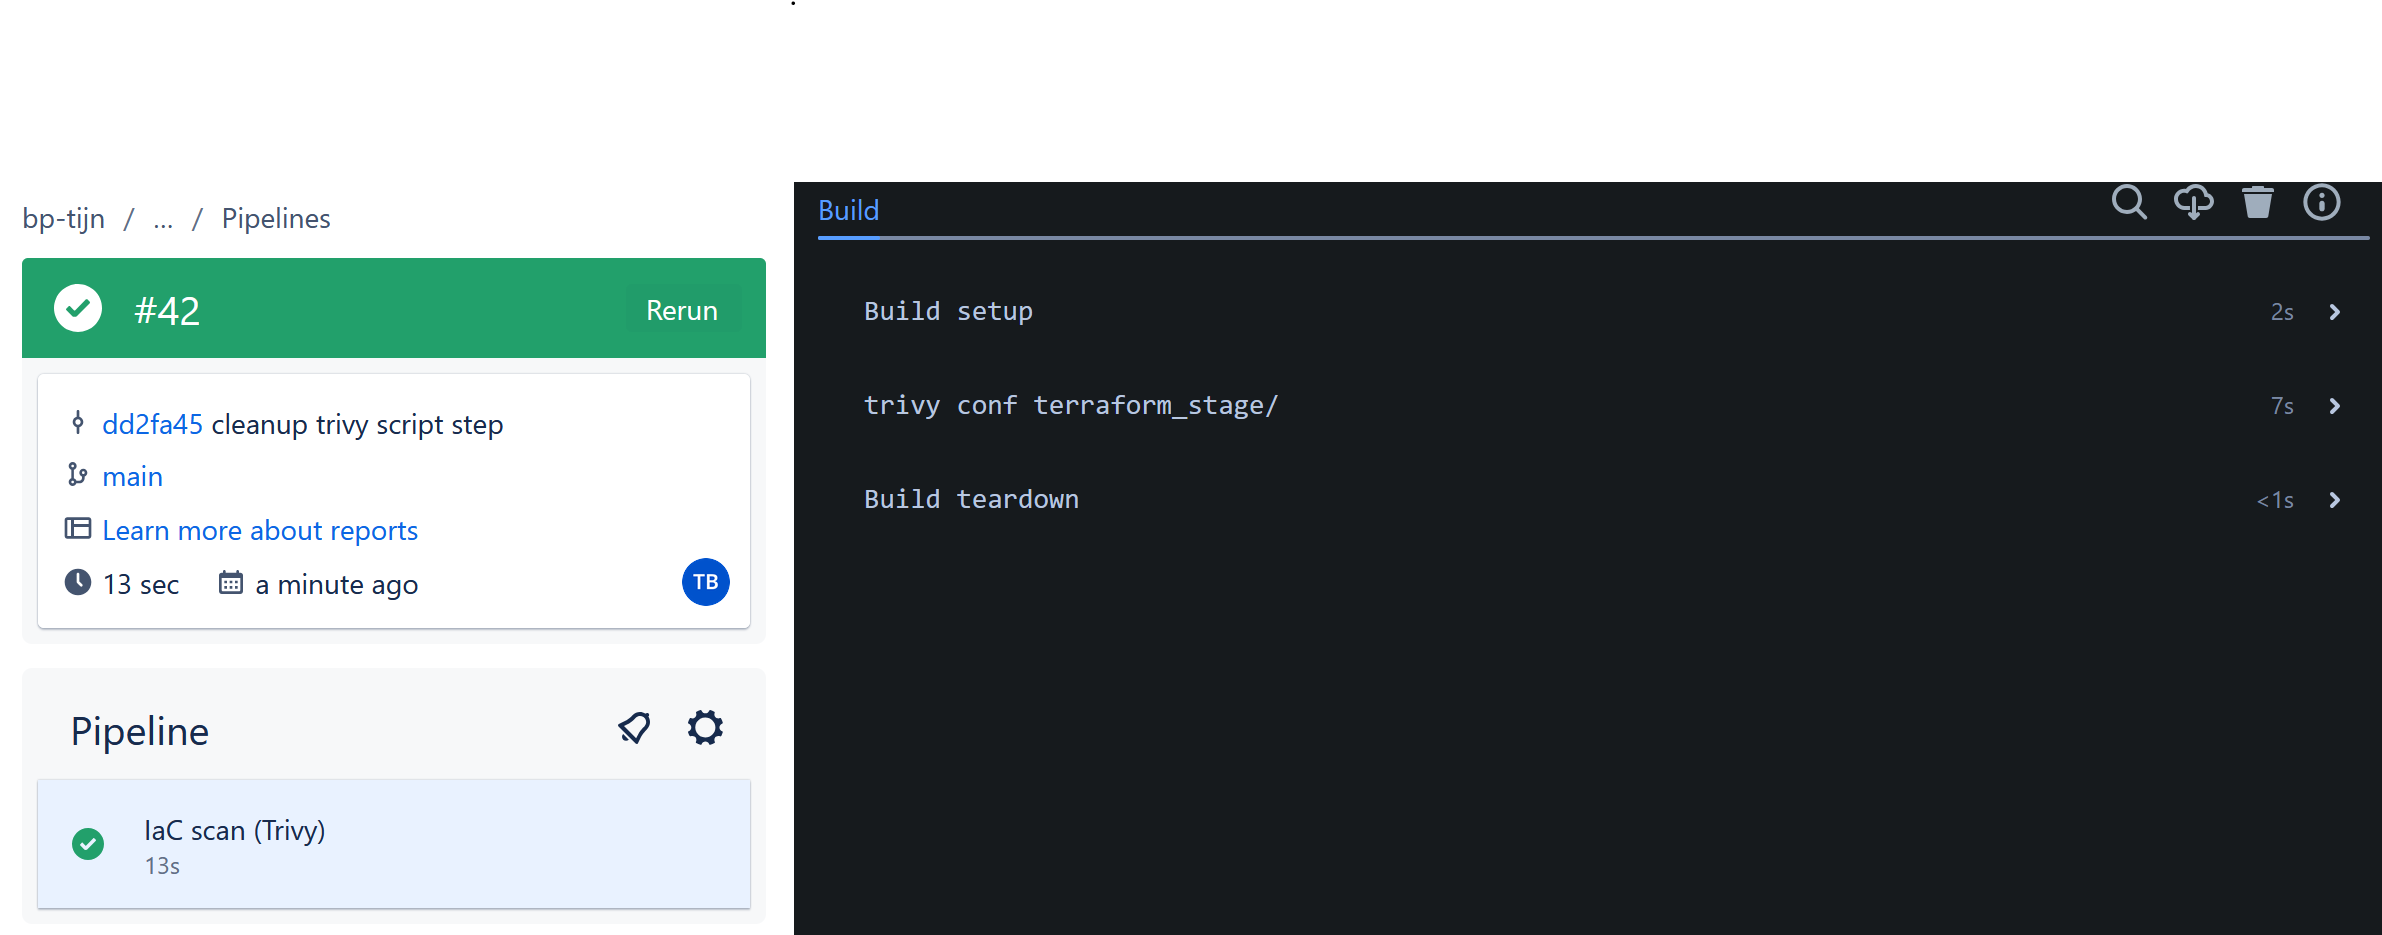 bp-tijn / ... / Pipelines
#42 Rerun
dd2fa45 cleanup trivy script step
main
Learn more about reports
13 sec a minute ago TB
Pipeline
IaC scan (Trivy)
13s
Build
Build setup 2s
trivy conf terraform_stage/ 7s
Build teardown <1s